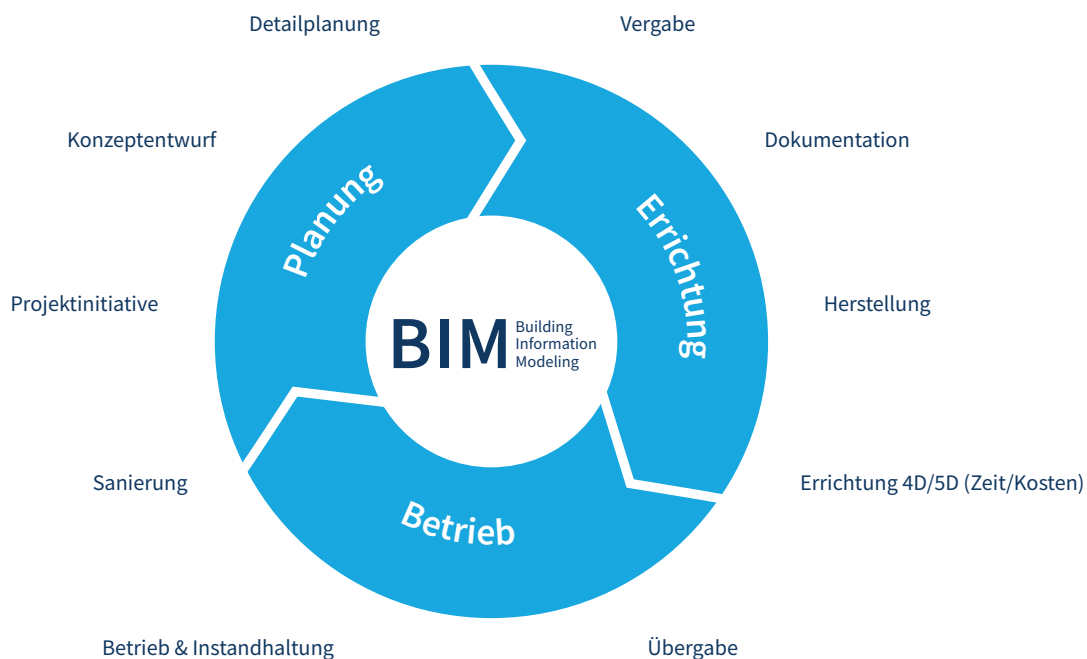 Detailplanung
Vergabe
Konzeptentwurf
Dokumentation
Planung
Errichtung
Projektinitiative
Herstellung
BIM
Building
Information
Modeling
Sanierung
Errichtung 4D/5D (Zeit/Kosten)
Betrieb
Betrieb & Instandhaltung
Übergabe